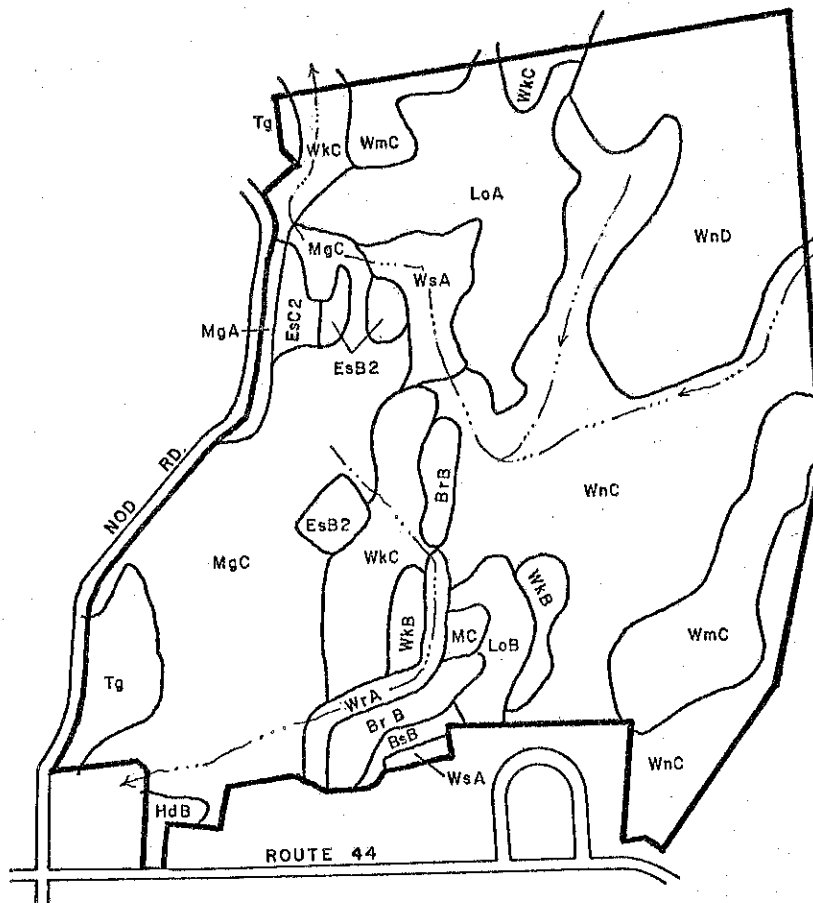 WkC
Tg
WkC
WmC
LoA
WnD
MgC
WsA
EsC2
MgA
EsB2
BrB
WnC
NOD RD.
EsB2
MgC
WkC
WkB
WkB
MC
LoB
WmC
Tg
WrA
BrB
BsB
WsA
WnC
HdB
ROUTE 44